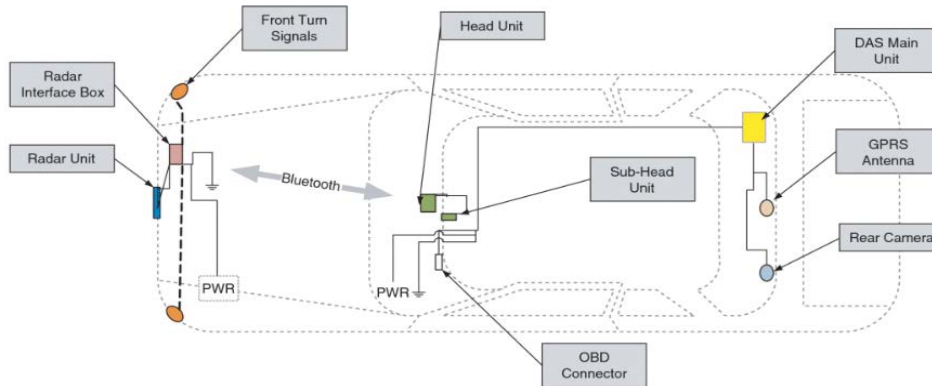 Front Turn
Signals
Head Unit
DAS Main
Unit
Radar
Interface Box
Radar Unit
GPRS
Antenna
Bluetooth
Sub-Head
Unit
Rear Camera
PWR
PWR
OBD
Connector